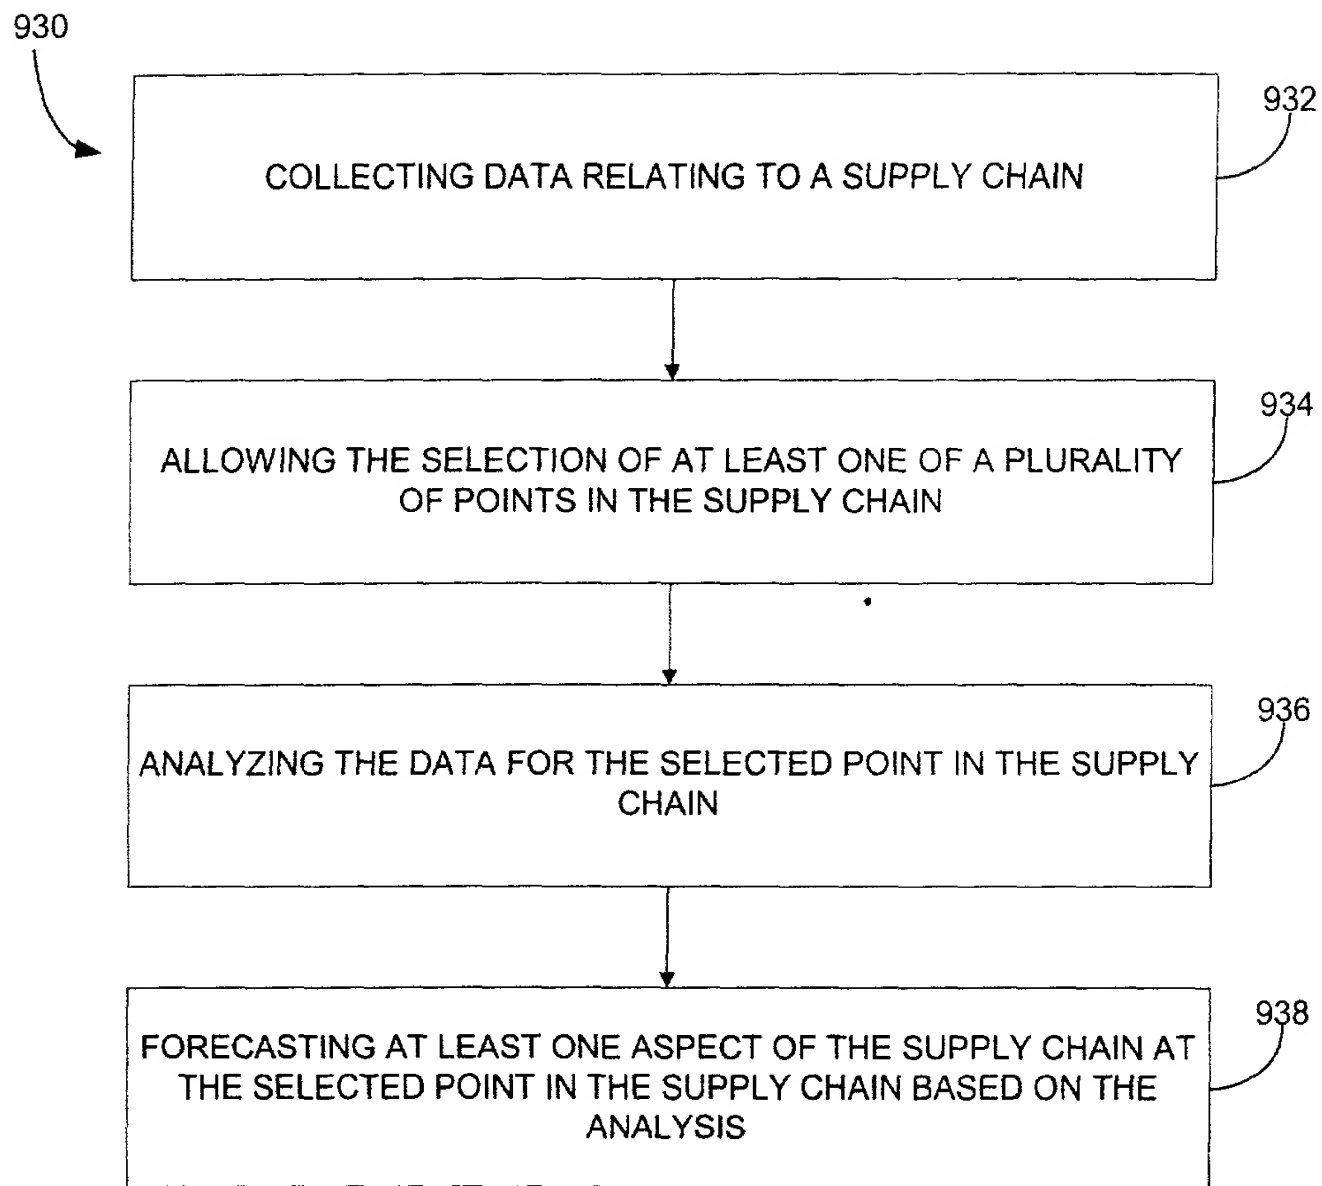 930
932
COLLECTING DATA RELATING TO A SUPPLY CHAIN
934
ALLOWING THE SELECTION OF AT LEAST ONE OF A PLURALITY
OF POINTS IN THE SUPPLY CHAIN
936
ANALYZING THE DATA FOR THE SELECTED POINT IN THE SUPPLY
CHAIN
938
FORECASTING AT LEAST ONE ASPECT OF THE SUPPLY CHAIN AT
THE SELECTED POINT IN THE SUPPLY CHAIN BASED ON THE
ANALYSIS